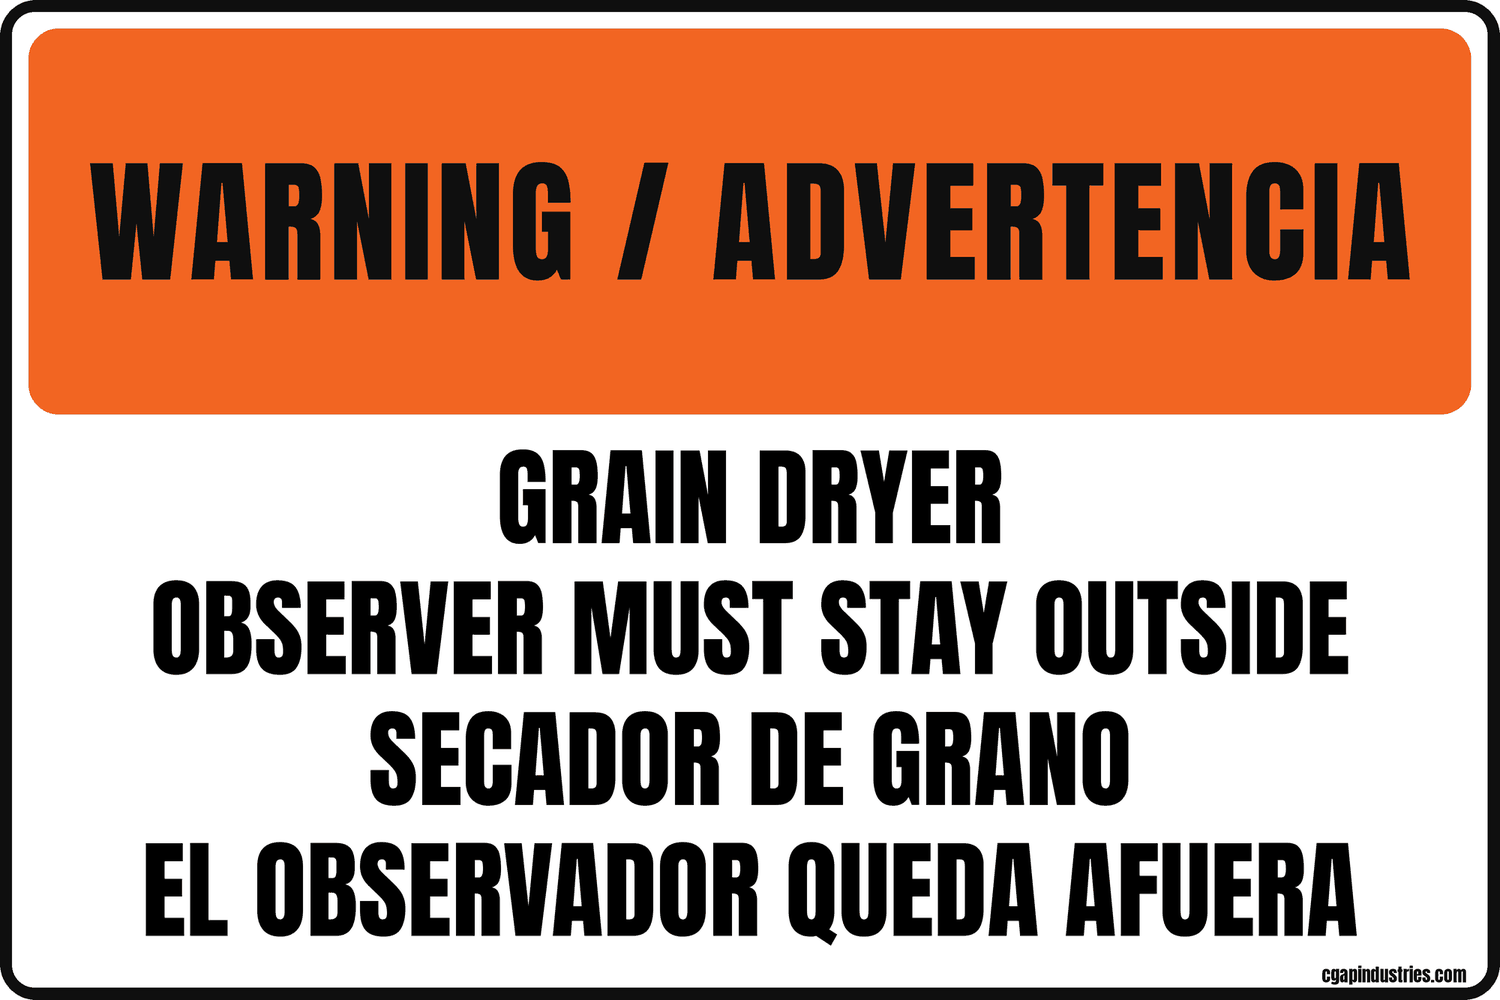 WARNING / ADVERTENCIA
GRAIN DRYER
OBSERVER MUST STAY OUTSIDE
SECADOR DE GRANO
EL OBSERVADOR QUEDA AFUERA
cgapindustries.com